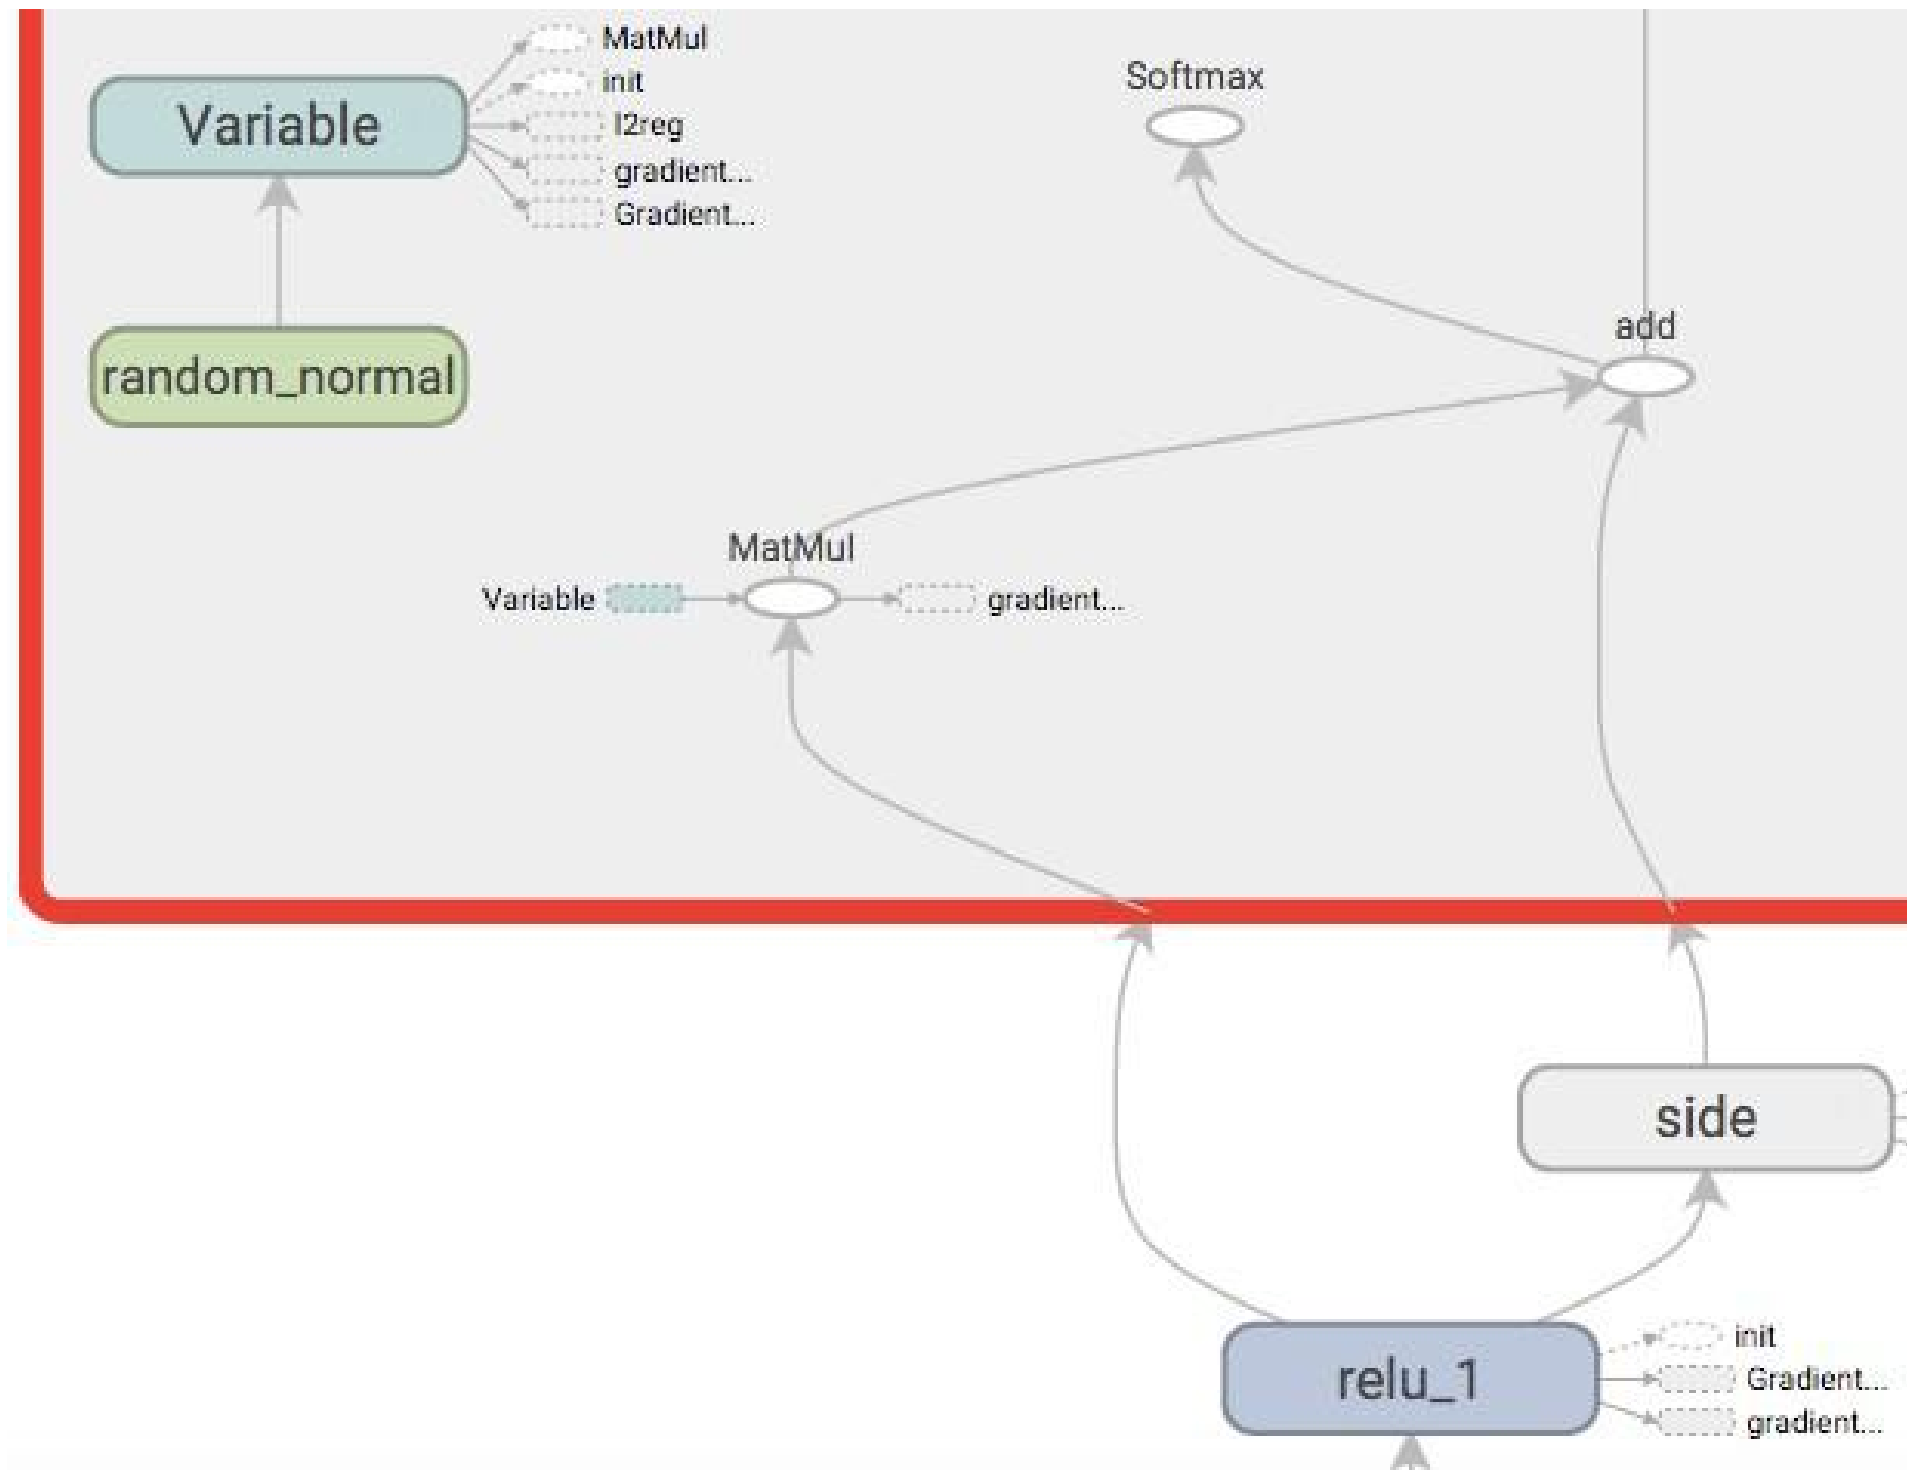 MatMul
init
l2reg
gradient...
Gradient...
Variable
random_normal
Softmax
add
MatMul
Variable
gradient...
side
relu_1
init
Gradient...
gradient...